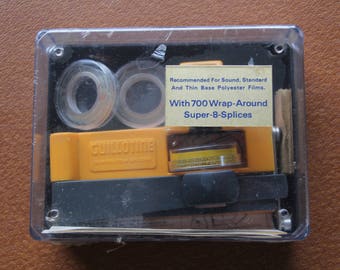 Recommended For Sound, Standard
And Thin Base Polyester Films.
With 700 Wrap-Around
Super-8-Splices
GUILLOTINE